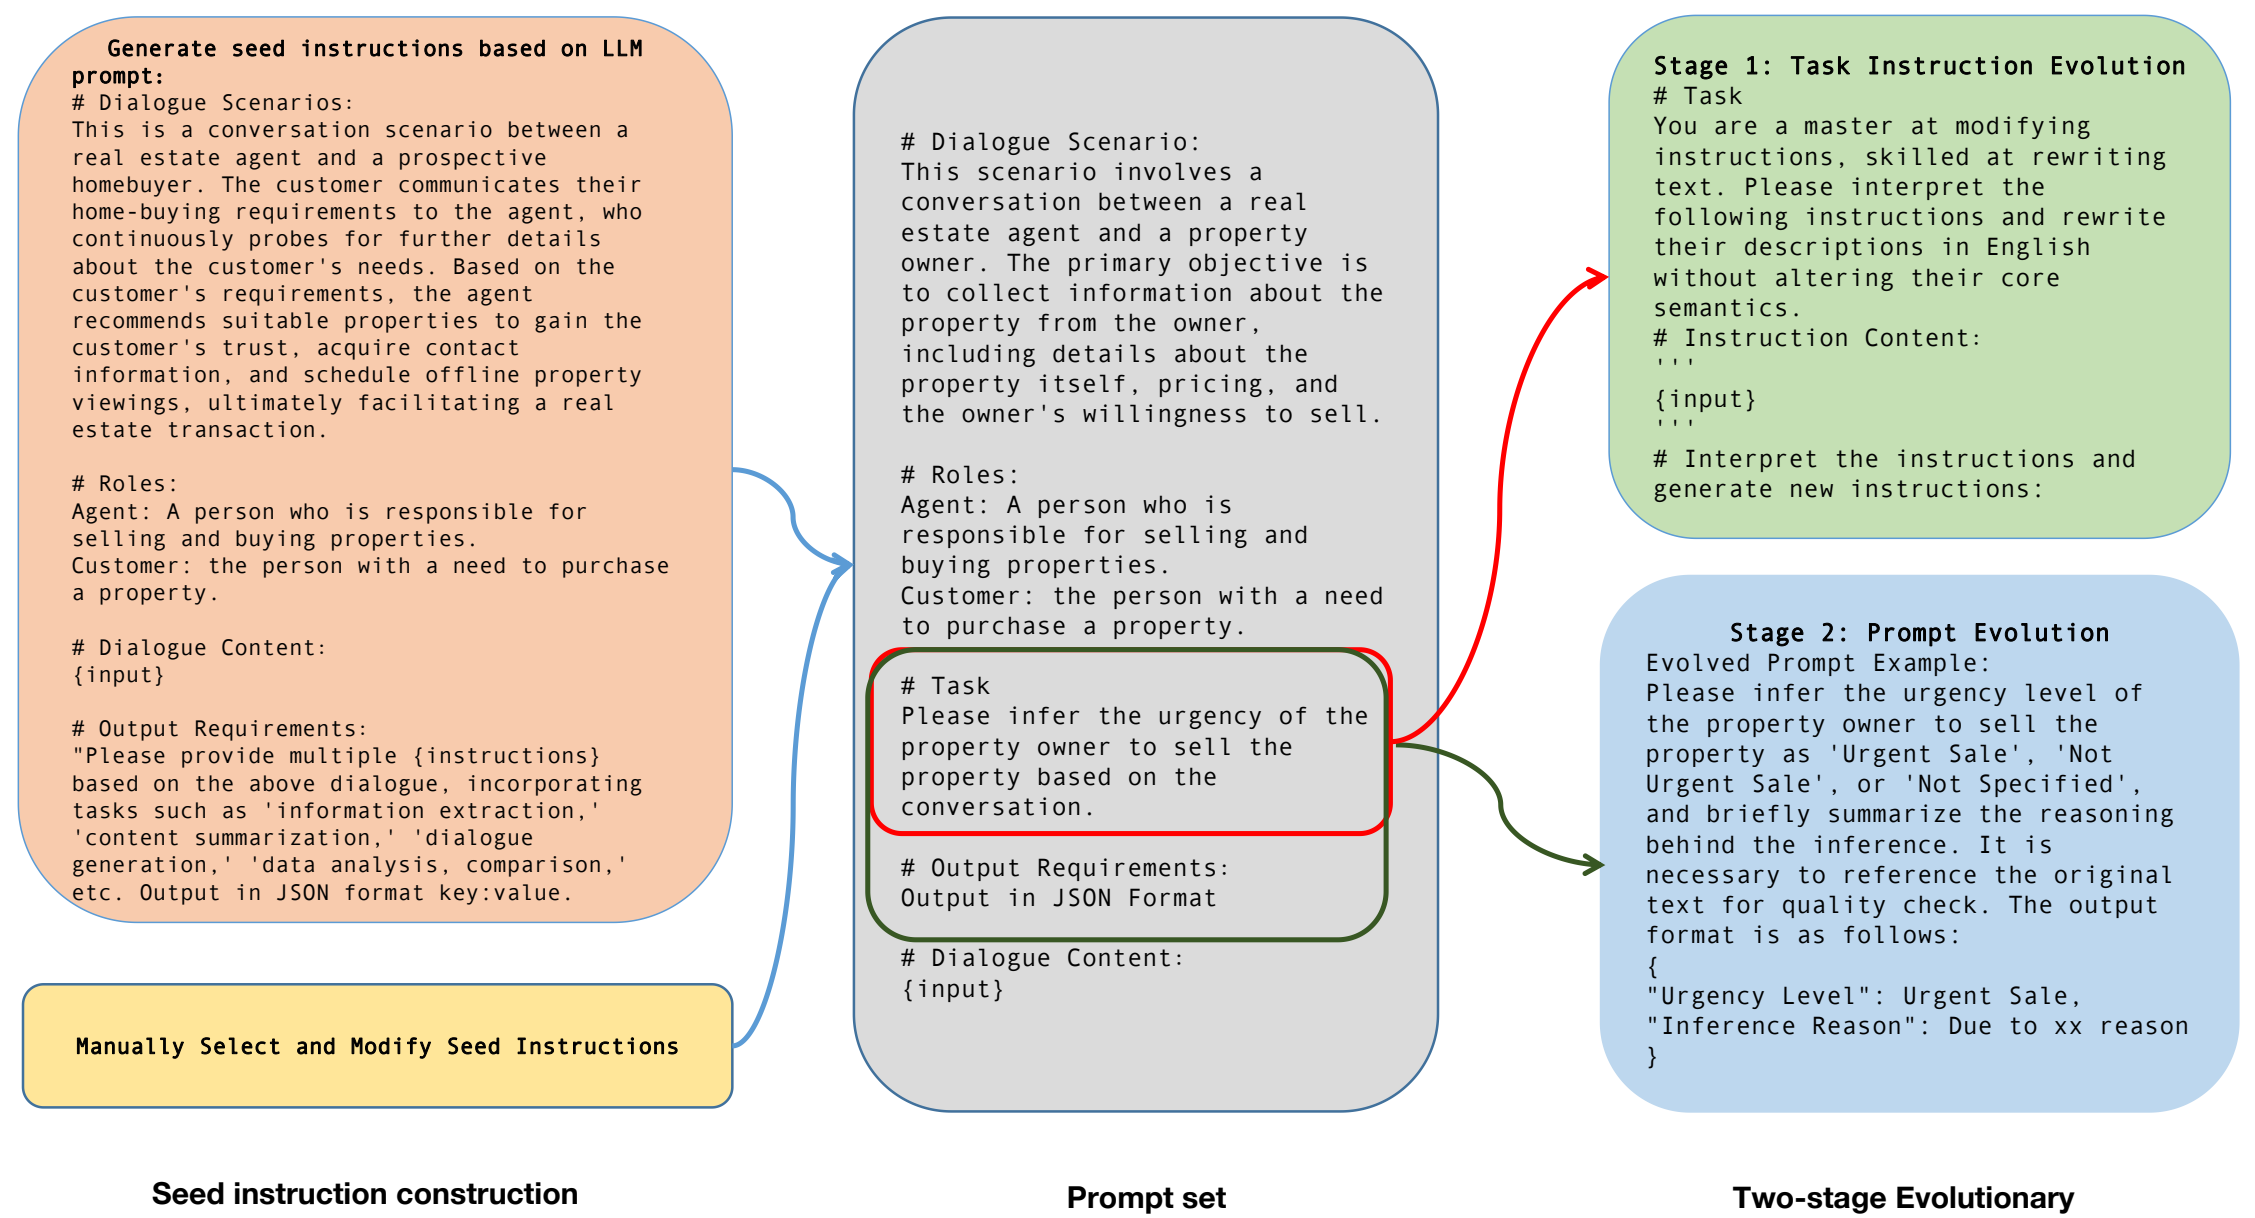 Generate seed instructions based on LLM
prompt:
# Dialogue Scenarios:
This is a conversation scenario between a
real estate agent and a prospective
homebuyer. The customer communicates their
home-buying requirements to the agent, who
continuously probes for further details
about the customer's needs. Based on the
customer's requirements, the agent
recommends suitable properties to gain the
customer's trust, acquire contact
information, and schedule offline property
viewings, ultimately facilitating a real
estate transaction.
# Roles:
Agent: A person who is responsible for
selling and buying properties.
Customer: the person with a need to purchase
a property.
# Dialogue Content:
{input}
# Output Requirements:
"Please provide multiple {instructions}
based on the above dialogue, incorporating
tasks such as 'information extraction,'
'content summarization,' 'dialogue
generation,' 'data analysis, comparison,'
etc. Output in JSON format key:value.
Manually Select and Modify Seed Instructions
Seed instruction construction
# Dialogue Scenario:
This scenario involves a
conversation between a real
estate agent and a property
owner. The primary objective is
to collect information about the
property from the owner,
including details about the
property itself, pricing, and
the owner's willingness to sell.
# Roles:
Agent: A person who is
responsible for selling and
buying properties.
Customer: the person with a need
to purchase a property.
# Task
Please infer the urgency of the
property owner to sell the
property based on the
conversation.
# Output Requirements:
Output in JSON Format
# Dialogue Content:
{input}
Prompt set
Stage 1: Task Instruction Evolution
# Task
You are a master at modifying
instructions, skilled at rewriting
text. Please interpret the
following instructions and rewrite
their descriptions in English
without altering their core
semantics.
# Instruction Content:
'''
{input}
'''
# Interpret the instructions and
generate new instructions:
Stage 2: Prompt Evolution
Evolved Prompt Example:
Please infer the urgency level of
the property owner to sell the
property as 'Urgent Sale', 'Not
Urgent Sale', or 'Not Specified',
and briefly summarize the reasoning
behind the inference. It is
necessary to reference the original
text for quality check. The output
format is as follows:
{
"Urgency Level": Urgent Sale,
"Inference Reason": Due to xx reason
}
Two-stage Evolutionary